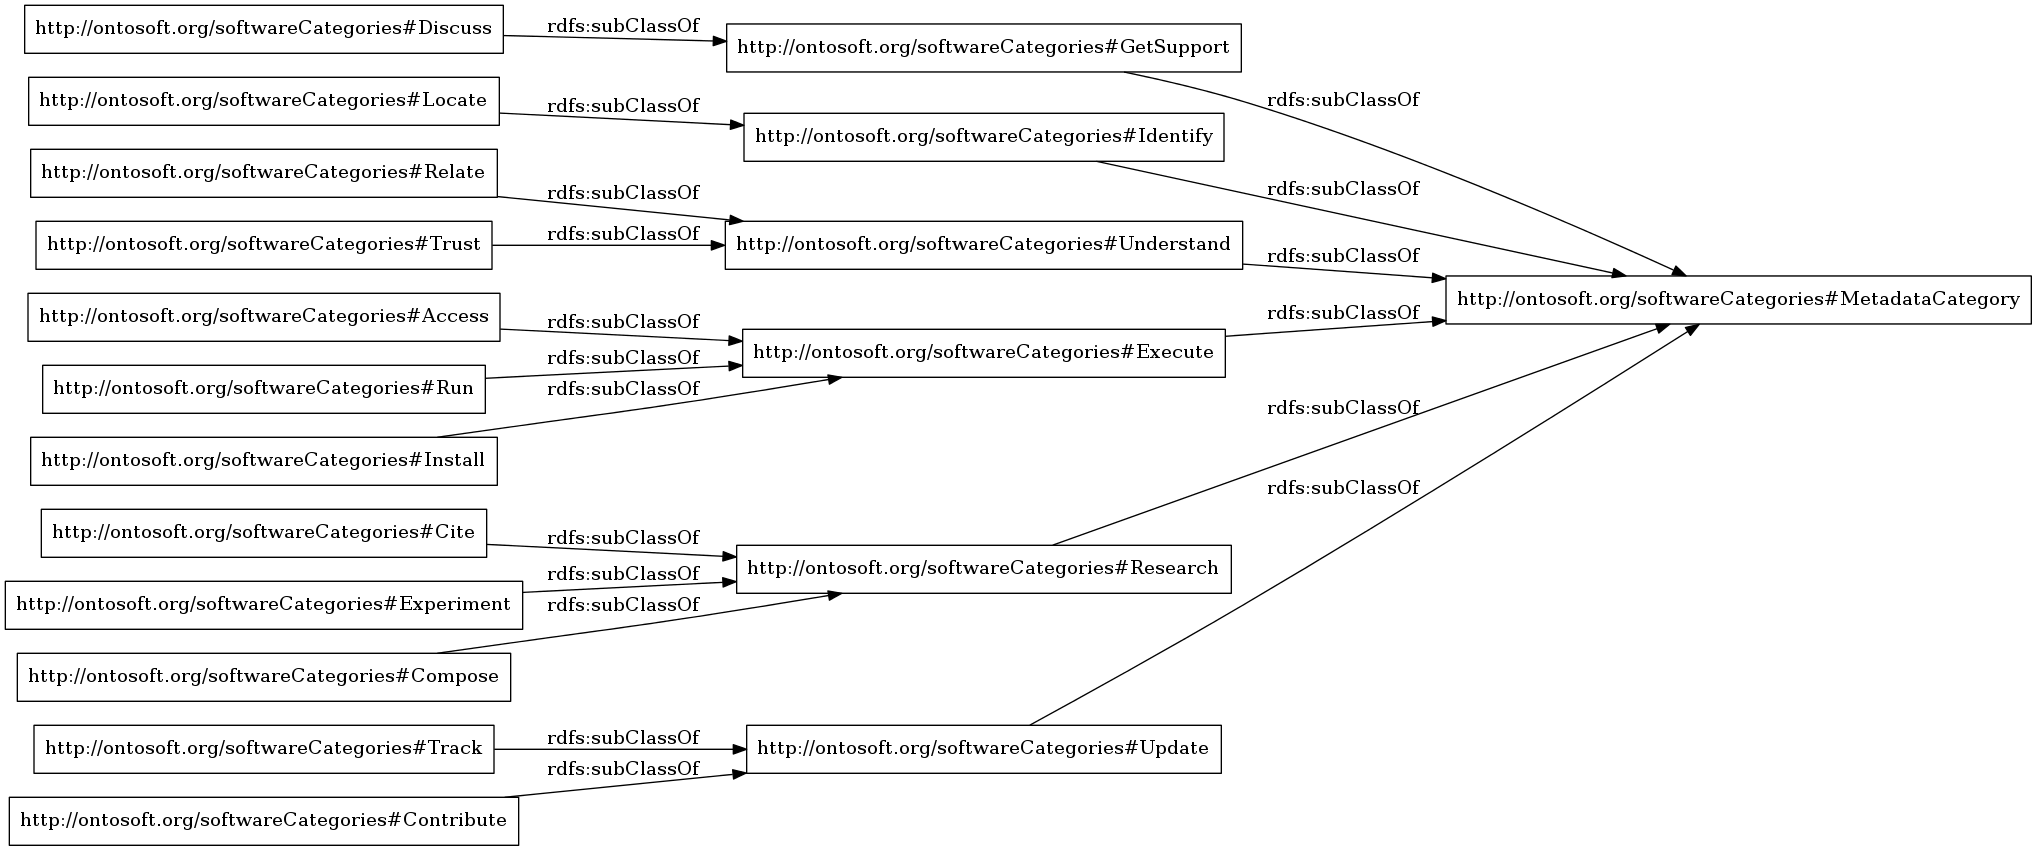 http://ontosoft.org/softwareCategories#Discuss
rdfs:subClassOf
http://ontosoft.org/softwareCategories#GetSupport
http://ontosoft.org/softwareCategories#Locate
rdfs:subClassOf
rdfs:subClassOf
http://ontosoft.org/softwareCategories#Identify
http://ontosoft.org/softwareCategories#Relate
rdfs:subClassOf
rdfs:subClassOf
http://ontosoft.org/softwareCategories#Trust
rdfs:subClassOf
http://ontosoft.org/softwareCategories#Understand
rdfs:subClassOf
http://ontosoft.org/softwareCategories#MetadataCategory
http://ontosoft.org/softwareCategories#Access
rdfs:subClassOf
rdfs:subClassOf
http://ontosoft.org/softwareCategories#Execute
rdfs:subClassOf
http://ontosoft.org/softwareCategories#Run
rdfs:subClassOf
rdfs:subClassOf
http://ontosoft.org/softwareCategories#Install
rdfs:subClassOf
http://ontosoft.org/softwareCategories#Cite
rdfs:subClassOf
http://ontosoft.org/softwareCategories#Research
rdfs:subClassOf
http://ontosoft.org/softwareCategories#Experiment
rdfs:subClassOf
http://ontosoft.org/softwareCategories#Compose
http://ontosoft.org/softwareCategories#Track
rdfs:subClassOf
http://ontosoft.org/softwareCategories#Update
rdfs:subClassOf
http://ontosoft.org/softwareCategories#Contribute